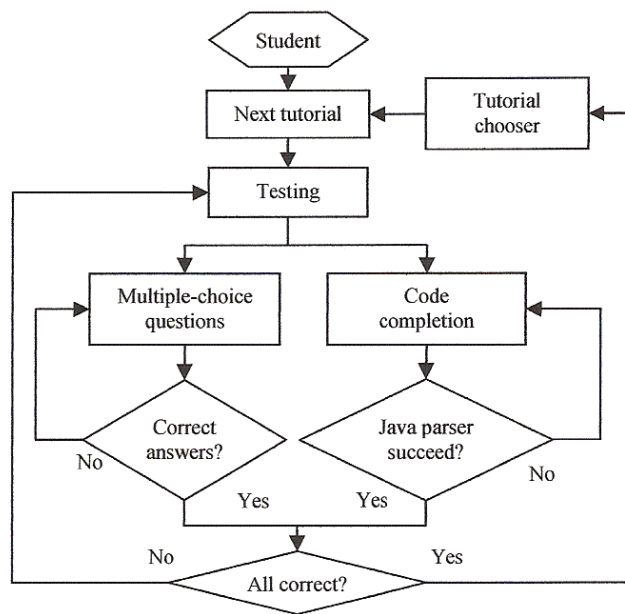 Student
Next tutorial
Tutorial
chooser
Testing
Multiple-choice
questions
Code
completion
Correct
answers?
Java parser
succeed?
No
No
Yes
Yes
No
Yes
All correct?